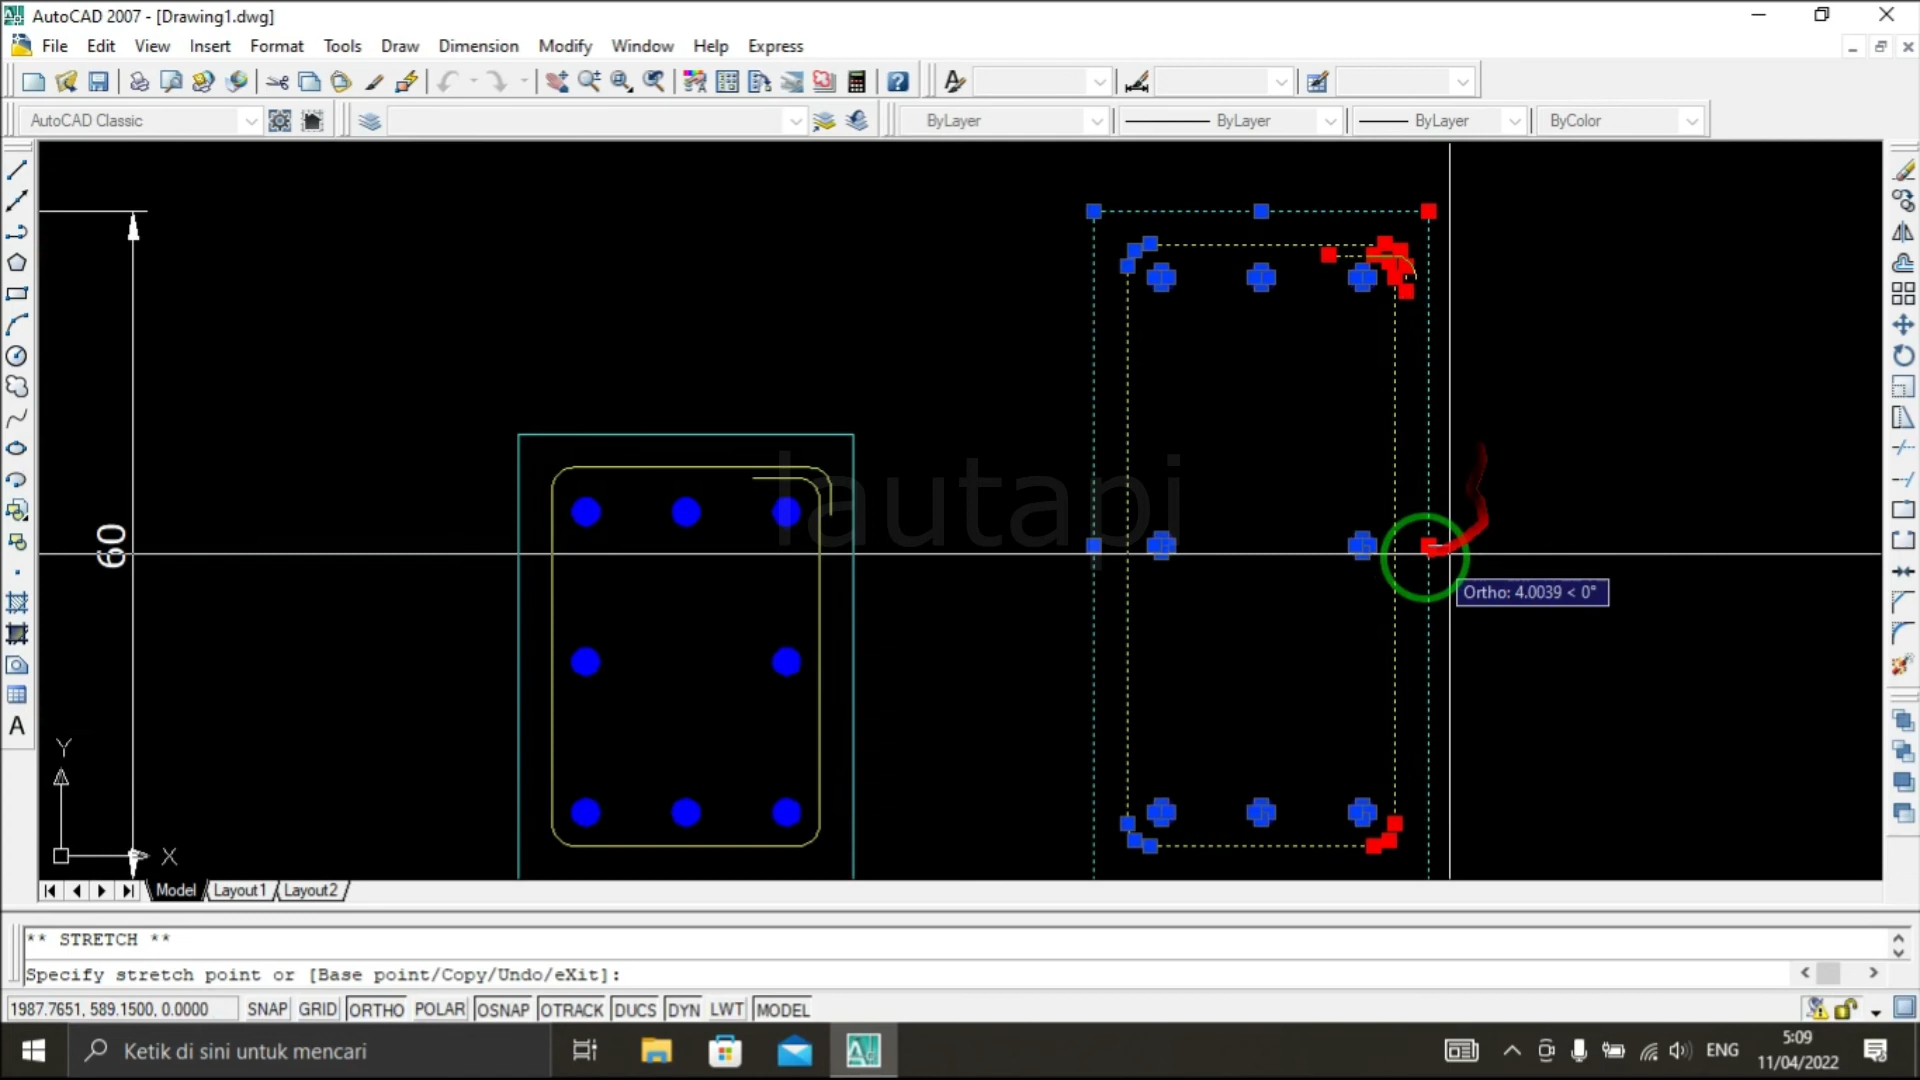 AutoCAD 2007 - [Drawing1.dwg]
File Edit View Insert Format Tools Draw Dimension Modify Window Help Express
AutoCAD Classic ByLayer ByLayer ByLayer ByColor
A
60
lautapi
Ortho: 4.0039 < 0°
Y
X
Model Layout1 Layout2
** STRETCH **
Specify stretch point or [Base point/Copy/Undo/eXit]:
1987.7651, 589.1500, 0.0000 SNAP GRID ORTHO POLAR OSNAP OTRACK DUCS DYN LWT MODEL
Ketik di sini untuk mencari
ENG
5:09
11/04/2022